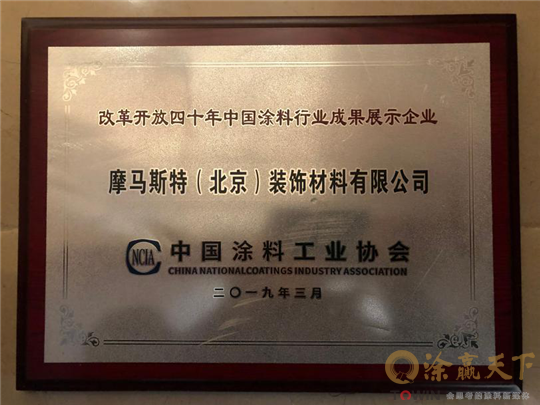 改革开放四十年中国涂料行业成果展示企业
摩马斯特（北京）装饰材料有限公司
NCIA
中国涂料工业协会
CHINA NATIONALCOATINGS INDUSTRY ASSOCIATION
二〇一九年三月
涂赢天下